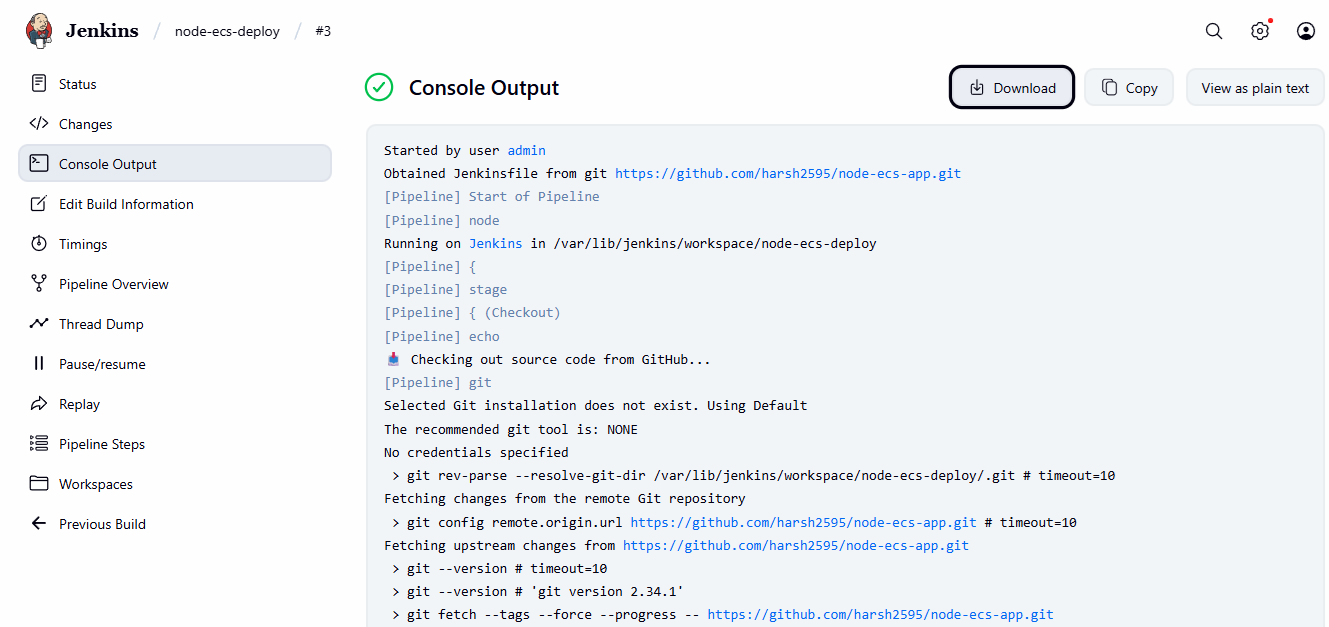 Jenkins / node-ecs-deploy / #3
Status
Changes
Console Output
Edit Build Information
Timings
Pipeline Overview
Thread Dump
Pause/resume
Replay
Pipeline Steps
Workspaces
Previous Build
Console Output
Download
Copy
View as plain text
Started by user admin
Obtained Jenkinsfile from git https://github.com/harsh2595/node-ecs-app.git
[Pipeline] Start of Pipeline
[Pipeline] node
Running on Jenkins in /var/lib/jenkins/workspace/node-ecs-deploy
[Pipeline] {
[Pipeline] stage
[Pipeline] { (Checkout)
[Pipeline] echo
📥 Checking out source code from GitHub...
[Pipeline] git
Selected Git installation does not exist. Using Default
The recommended git tool is: NONE
No credentials specified
> git rev-parse --resolve-git-dir /var/lib/jenkins/workspace/node-ecs-deploy/.git # timeout=10
Fetching changes from the remote Git repository
> git config remote.origin.url https://github.com/harsh2595/node-ecs-app.git # timeout=10
Fetching upstream changes from https://github.com/harsh2595/node-ecs-app.git
> git --version # timeout=10
> git --version # 'git version 2.34.1'
> git fetch --tags --force --progress -- https://github.com/harsh2595/node-ecs-app.git